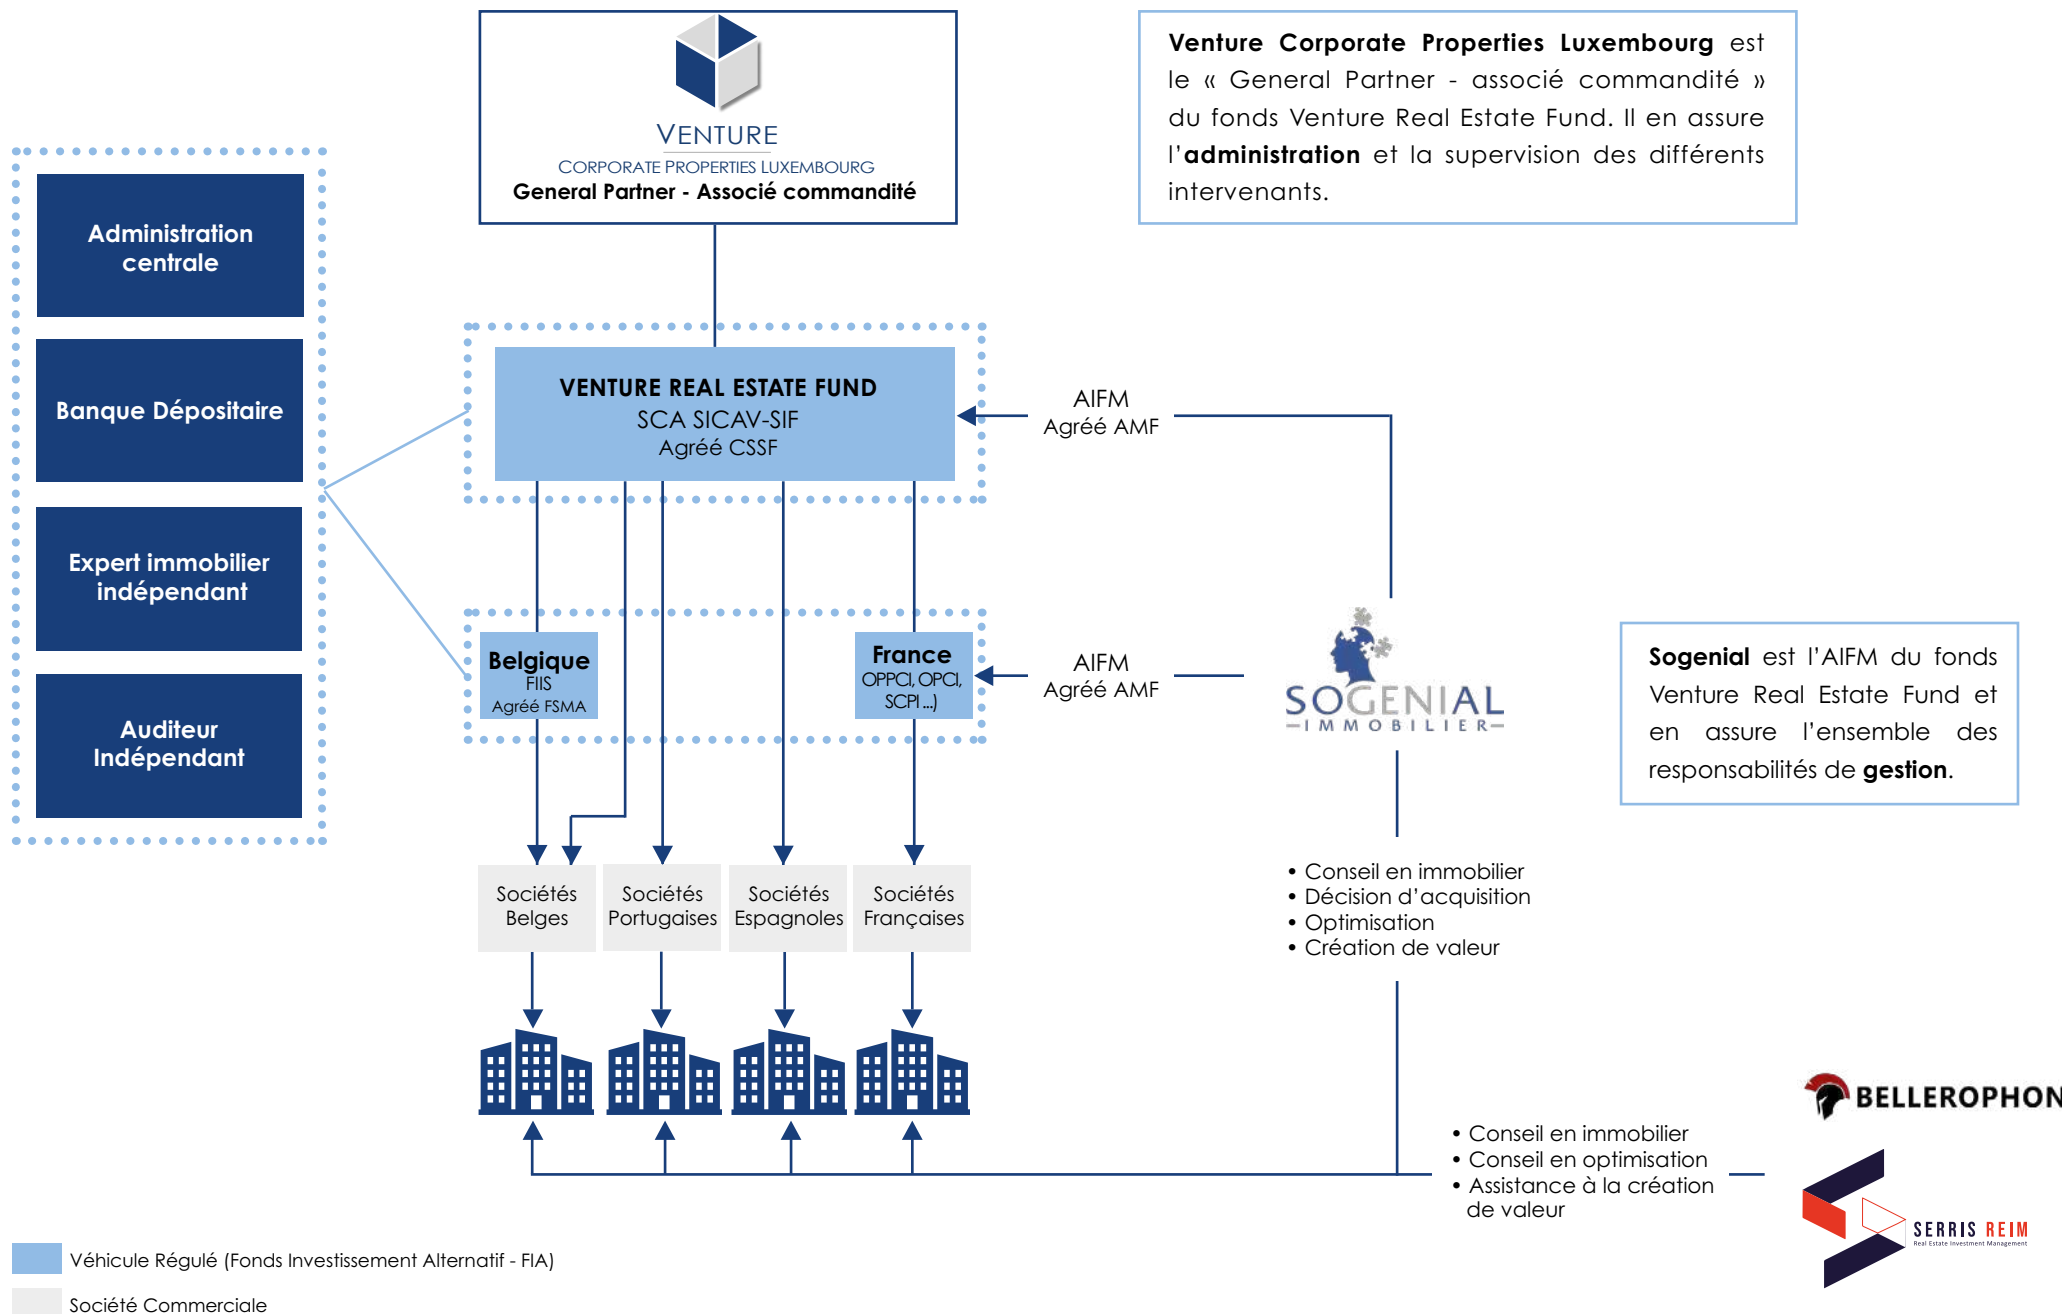 VENTURE
CORPORATE PROPERTIES LUXEMBOURG
General Partner - Associé commandité
Venture Corporate Properties Luxembourg est
le « General Partner - associé commandité »
du fonds Venture Real Estate Fund. Il en assure
l’administration et la supervision des différents
intervenants.
Administration
centrale
Banque Dépositaire
Expert immobilier
indépendant
Auditeur
Indépendant
VENTURE REAL ESTATE FUND
SCA SICAV-SIF
Agréé CSSF
AIFM
Agréé AMF
Belgique
FIIS
Agréé FSMA
France
OPPCI, OPCI,
SCPI ...)
AIFM
Agréé AMF
SOGENIAL
IMMOBILIER
Sogenial est l’AIFM du fonds
Venture Real Estate Fund et
en assure l’ensemble des
responsabilités de gestion.
Sociétés
Belges
Sociétés
Portugaises
Sociétés
Espagnoles
Sociétés
Françaises
• Conseil en immobilier
• Décision d’acquisition
• Optimisation
• Création de valeur
BELLEROPHON
• Conseil en immobilier
• Conseil en optimisation
• Assistance à la création
de valeur
SERRIS REIM
Real Estate Investment Management
Véhicule Régulé (Fonds Investissement Alternatif - FIA)
Société Commerciale